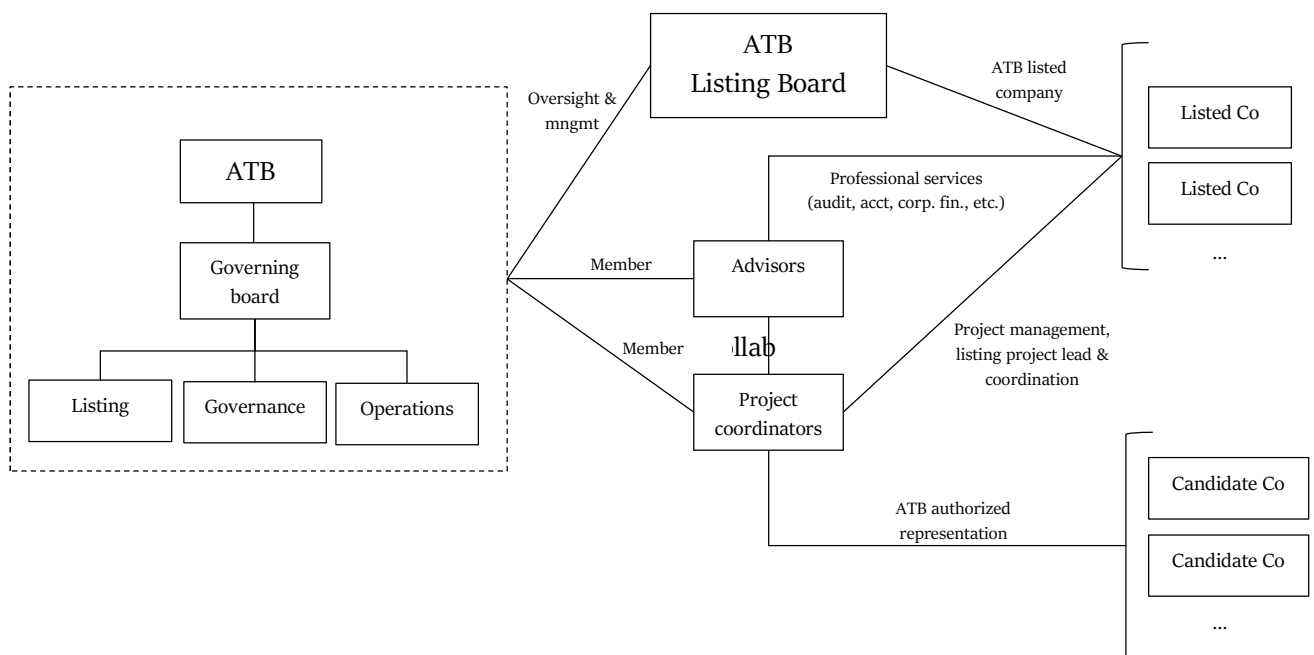 ATB
Listing Board
ATB listed
company
Oversight &
mngmt
Listed Co
Listed Co
...
ATB
Professional services
(audit, acct, corp. fin., etc.)
Governing
board
Member
Advisors
Member
Project management,
listing project lead &
coordination
Listing
Governance
Operations
Project
coordinators
Candidate Co
ATB authorized
representation
Candidate Co
...